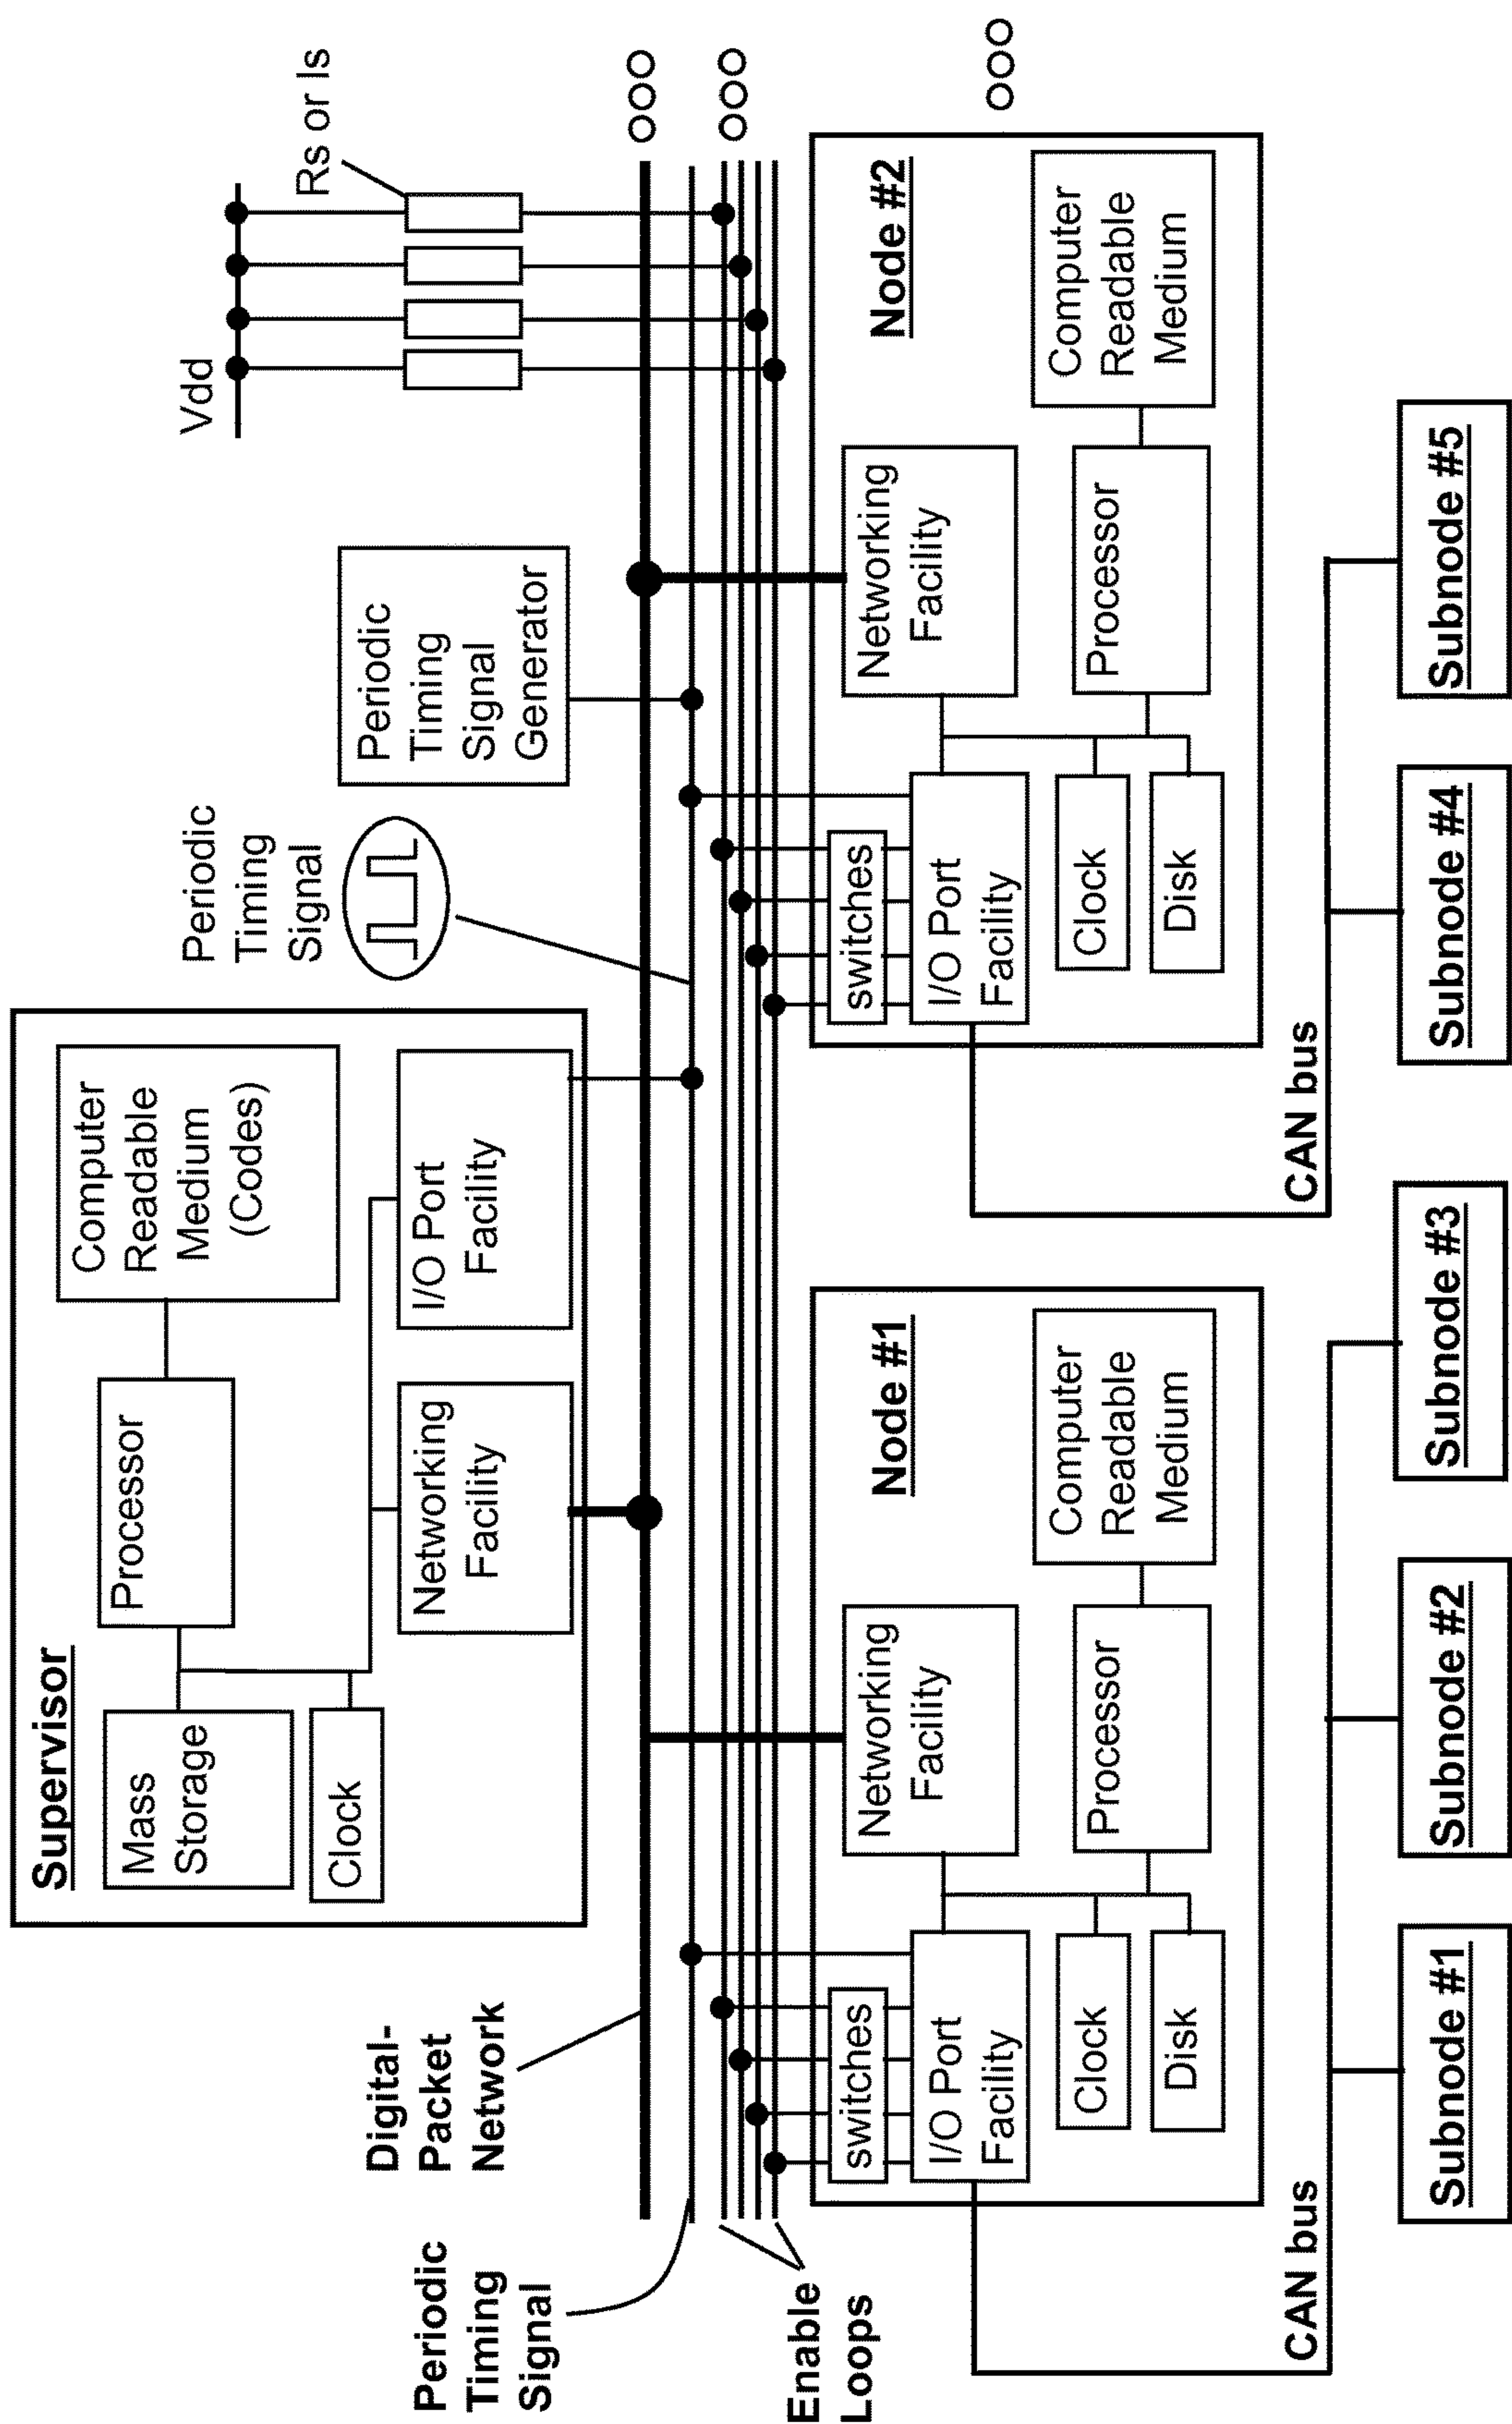 Supervisor
Mass
Storage
Clock
Processor
Computer
Readable
Medium
(Codes)
Networking
Facility
I/O Port
Facility
Periodic
Timing
Signal
Periodic
Timing
Signal
Generator
Vdd
Rs or Is
Digital-
Packet
Network
Periodic
Timing
Signal
Enable
Loops
Node #1
switches
I/O Port
Facility
Clock
Disk
Networking
Facility
Processor
Computer
Readable
Medium
Node #2
switches
I/O Port
Facility
Clock
Disk
Networking
Facility
Processor
Computer
Readable
Medium
CAN bus
CAN bus
Subnode #1
Subnode #2
Subnode #3
Subnode #4
Subnode #5